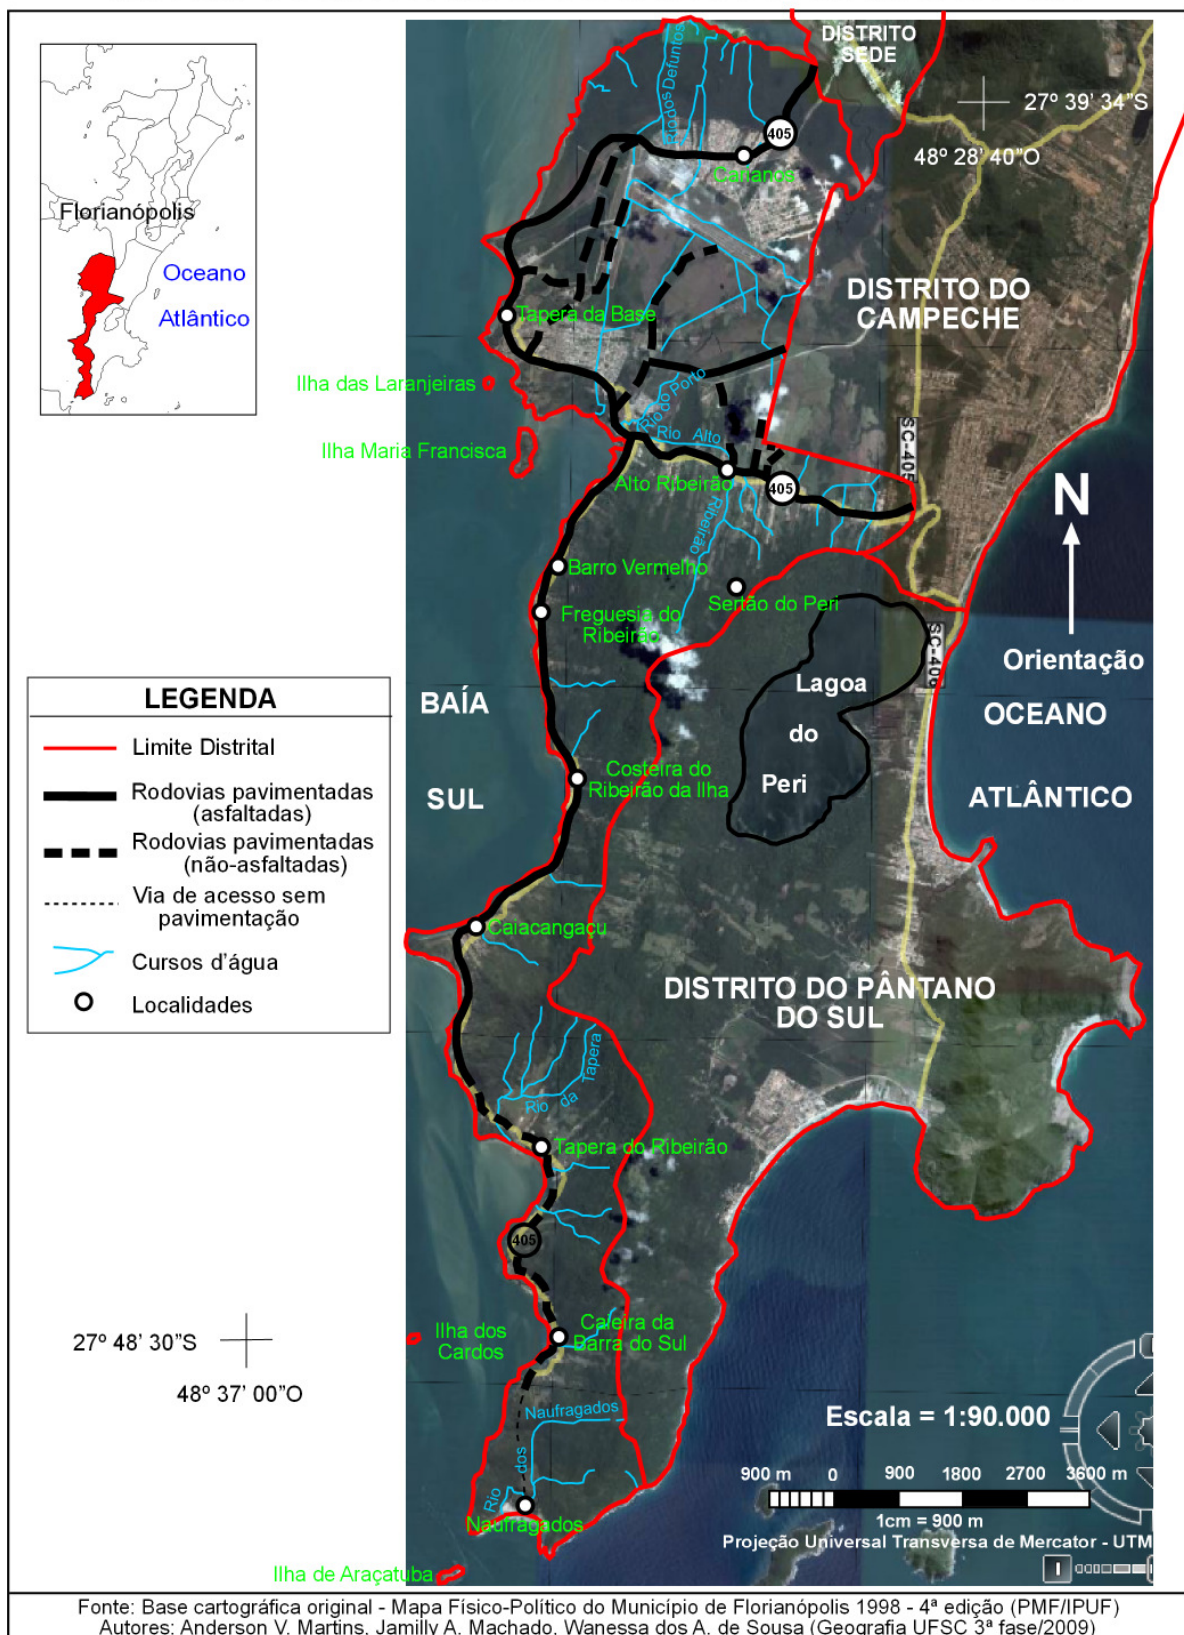 DISTRITO
SEDE
27º 39' 34"S
48º 28' 40"O
Florianópolis
Oceano
Atlântico
Rio dos Defuntos
405
Carianos
DISTRITO DO
CAMPECHE
Tapera da Base
Ilha das Laranjeiras
Rio do Porto
Rio Alto
Ribeirão
Ilha Maria Francisca
Alto Ribeirão
405
SC-405
N
Orientação
Barro Vermelho
Sertão do Peri
Freguesia do
Ribeirão
SC-406
Lagoa
do
Peri
BAÍA
SUL
OCEANO
ATLÂNTICO
LEGENDA
Limite Distrital
Rodovias pavimentadas
(asfaltadas)
Rodovias pavimentadas
(não-asfaltadas)
Via de acesso sem
pavimentação
Cursos d'água
Localidades
Costeira do
Ribeirão da Ilha
Caiacangaçu
DISTRITO DO PÂNTANO
DO SUL
Rio da Tapera
Tapera do Ribeirão
405
27º 48' 30"S
48º 37' 00"O
Ilha dos
Cardos
Caieira da
Barra do Sul
Rio dos Naufragados
Naufragados
Ilha de Araçatuba
Escala = 1:90.000
900 m 0 900 1800 2700 3600 m
1cm = 900 m
Projeção Universal Transversa de Mercator - UTM
Fonte: Base cartográfica original - Mapa Físico-Político do Município de Florianópolis 1998 - 4ª edição (PMF/IPUF)
Autores: Anderson V. Martins, Jamilly A. Machado, Wanessa dos A. de Sousa (Geografia UFSC 3ª fase/2009)